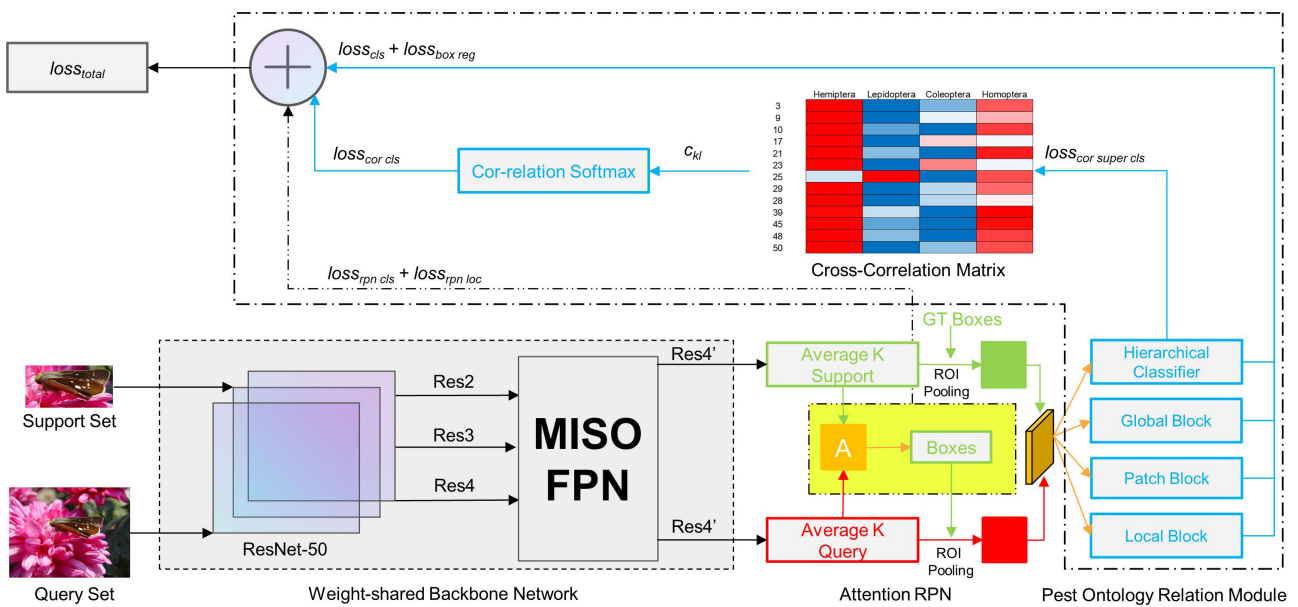 loss_total
loss_cls + loss_box reg
Hemiptera Lepidoptera Coleoptera Homoptera
3
9
10
17
21
23
25
29
28
39
45
48
50
Cross-Correlation Matrix
loss_cor cls
Cor-relation Softmax
c_kl
loss_cor super cls
loss_rpn cls + loss_rpn loc
Support Set
Query Set
ResNet-50
Res2
Res3
Res4
MISO
FPN
Res4’
Res4’
Weight-shared Backbone Network
GT Boxes
Average K
Support
ROI
Pooling
A
Boxes
Average K
Query
ROI
Pooling
Attention RPN
Hierarchical
Classifier
Global Block
Patch Block
Local Block
Pest Ontology Relation Module